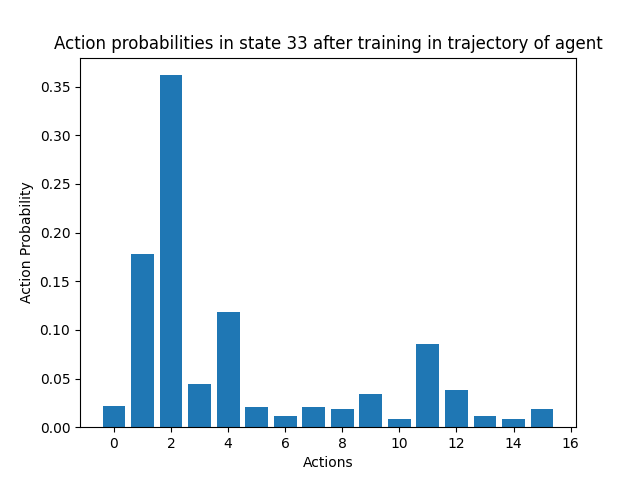 Action probabilities in state 33 after training in trajectory of agent
0.35
0.30
0.25
0.20
0.15
0.10
0.05
0.00
Action Probability
0 2 4 6 8 10 12 14 16
Actions